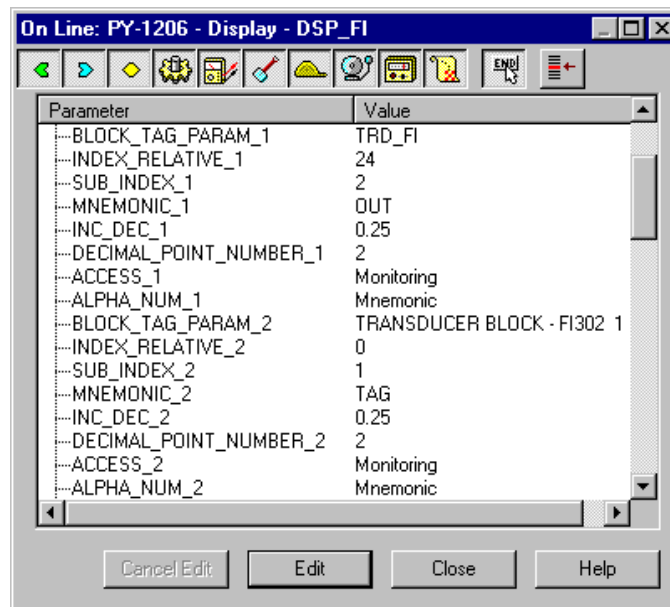 On Line: PY-1206 - Display - DSP_FI
END!
Parameter Value
BLOCK_TAG_PARAM_1 TRD_FI
INDEX_RELATIVE_1 24
SUB_INDEX_1 2
MNEMONIC_1 OUT
INC_DEC_1 0.25
DECIMAL_POINT_NUMBER_1 2
ACCESS_1 Monitoring
ALPHA_NUM_1 Mnemonic
BLOCK_TAG_PARAM_2 TRANSDUCER BLOCK - FI302 1
INDEX_RELATIVE_2 0
SUB_INDEX_2 1
MNEMONIC_2 TAG
INC_DEC_2 0.25
DECIMAL_POINT_NUMBER_2 2
ACCESS_2 Monitoring
ALPHA_NUM_2 Mnemonic
Cancel Edit Edit Close Help